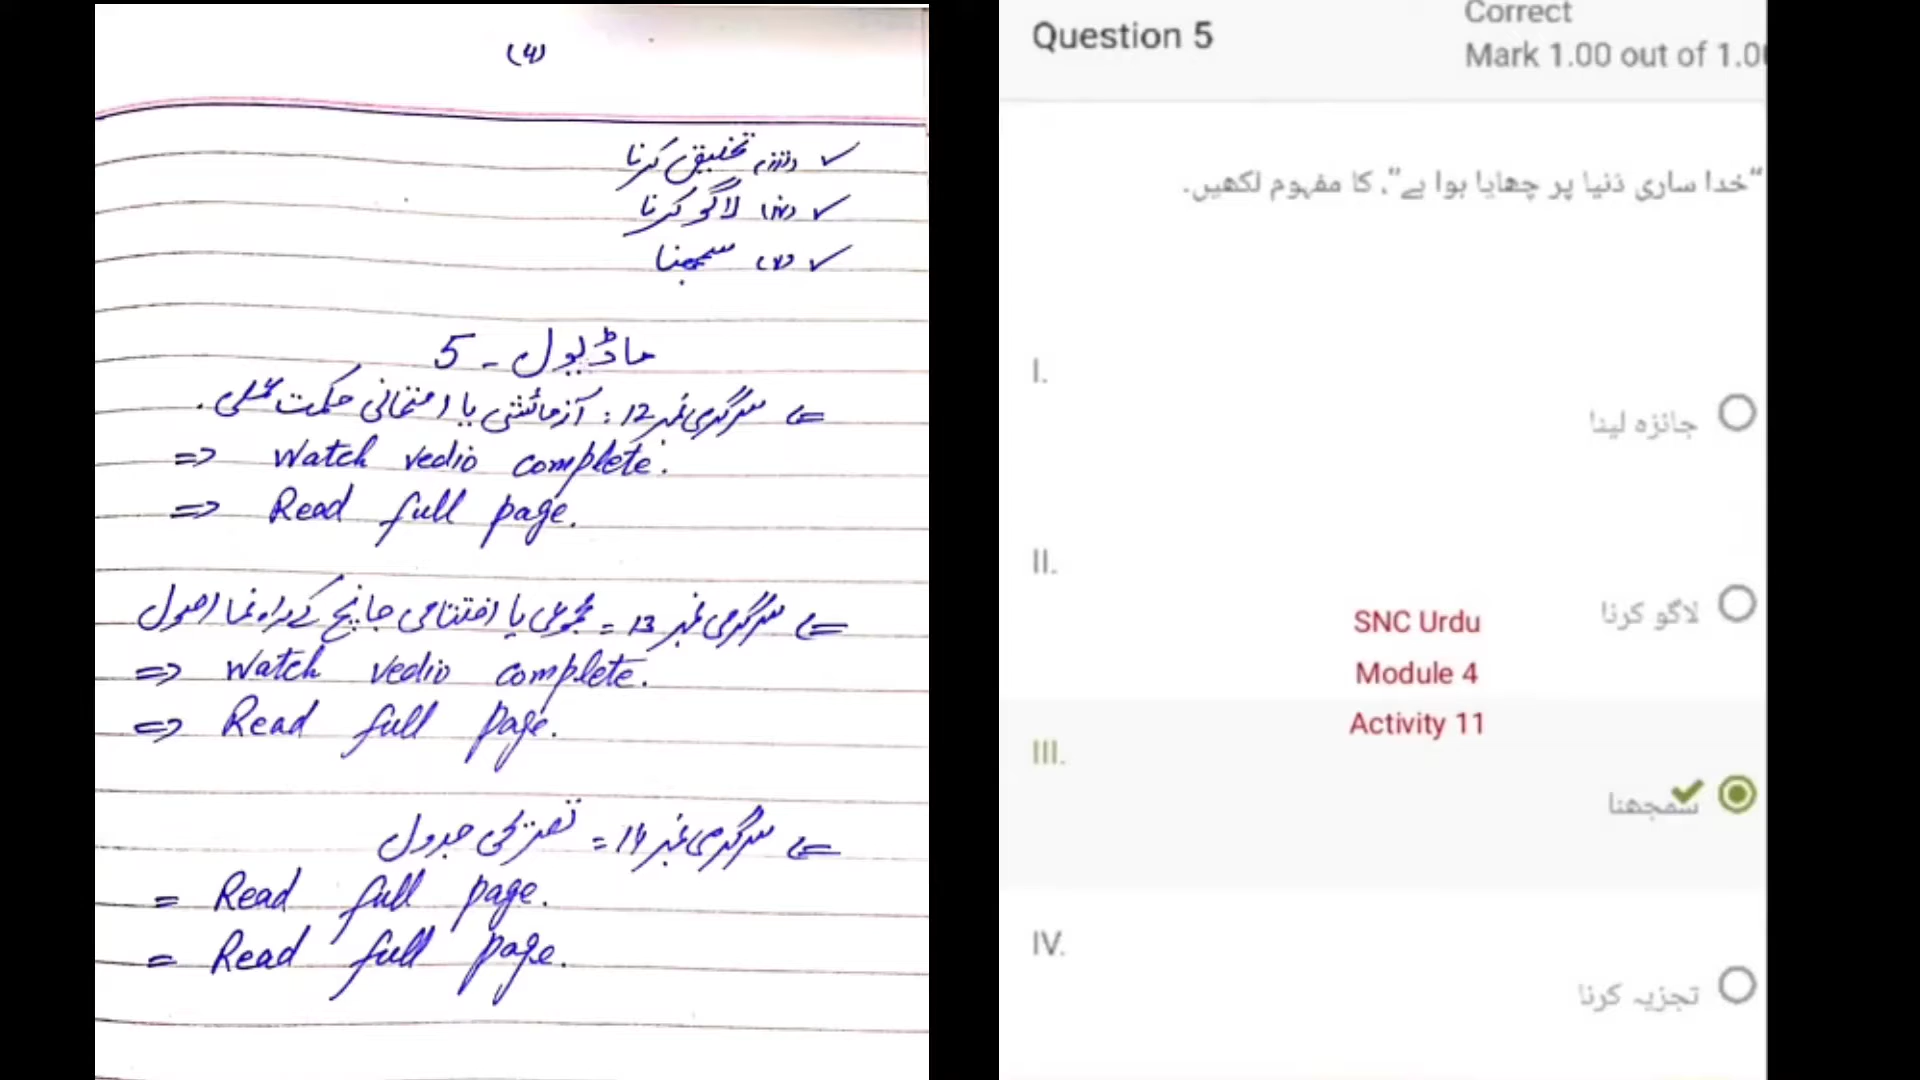 (4)
✓ (iii) تخلیق کرنا
✓ (iv) لاگو کرنا
✓ (v) سمجھنا
ماڈیول - 5
⇐ سرگرمی نمبر 12: آزمائشی یا امتحانی حکمت عملی.
⇒ Watch vedio complete.
⇒ Read full page.
⇐ سرگرمی نمبر 13 = مجموعی یا اختتامی جانچ کے راہ نما اصول
⇒ Watch vedio complete.
⇒ Read full page.
⇐ سرگرمی نمبر 14 = جدول
= Read full page.
= Read full page.
Question 5
Correct
Mark 1.00 out of 1.0
“خدا ساری دُنیا پر چھایا ہوا ہے”، کا مفہوم لکھیں.
I.
جائزہ لینا
II.
لاگو کرنا
SNC Urdu
Module 4
Activity 11
III.
سمجھنا
IV.
تجزیہ کرنا